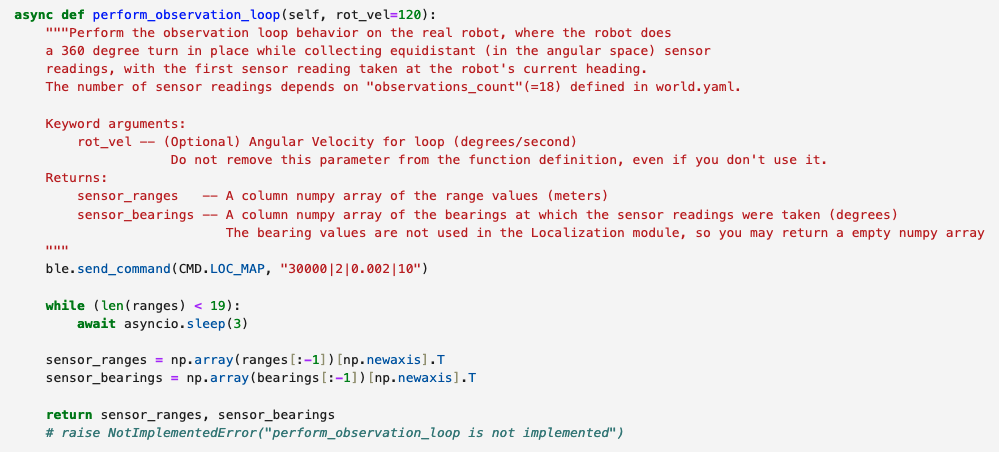 async def perform_observation_loop(self, rot_vel=120):
    """Perform the observation loop behavior on the real robot, where the robot does
    a 360 degree turn in place while collecting equidistant (in the angular space) sensor
    readings, with the first sensor reading taken at the robot's current heading.
    The number of sensor readings depends on "observations_count"(=18) defined in world.yaml.

    Keyword arguments:
        rot_vel -- (Optional) Angular Velocity for loop (degrees/second)
                    Do not remove this parameter from the function definition, even if you don't use it.
    Returns:
        sensor_ranges   -- A column numpy array of the range values (meters)
        sensor_bearings -- A column numpy array of the bearings at which the sensor readings were taken (degrees)
                           The bearing values are not used in the Localization module, so you may return a empty numpy array
    """
    ble.send_command(CMD.LOC_MAP, "30000|2|0.002|10")

    while (len(ranges) < 19):
        await asyncio.sleep(3)

    sensor_ranges = np.array(ranges[:-1])[np.newaxis].T
    sensor_bearings = np.array(bearings[:-1])[np.newaxis].T

    return sensor_ranges, sensor_bearings
    # raise NotImplementedError("perform_observation_loop is not implemented")